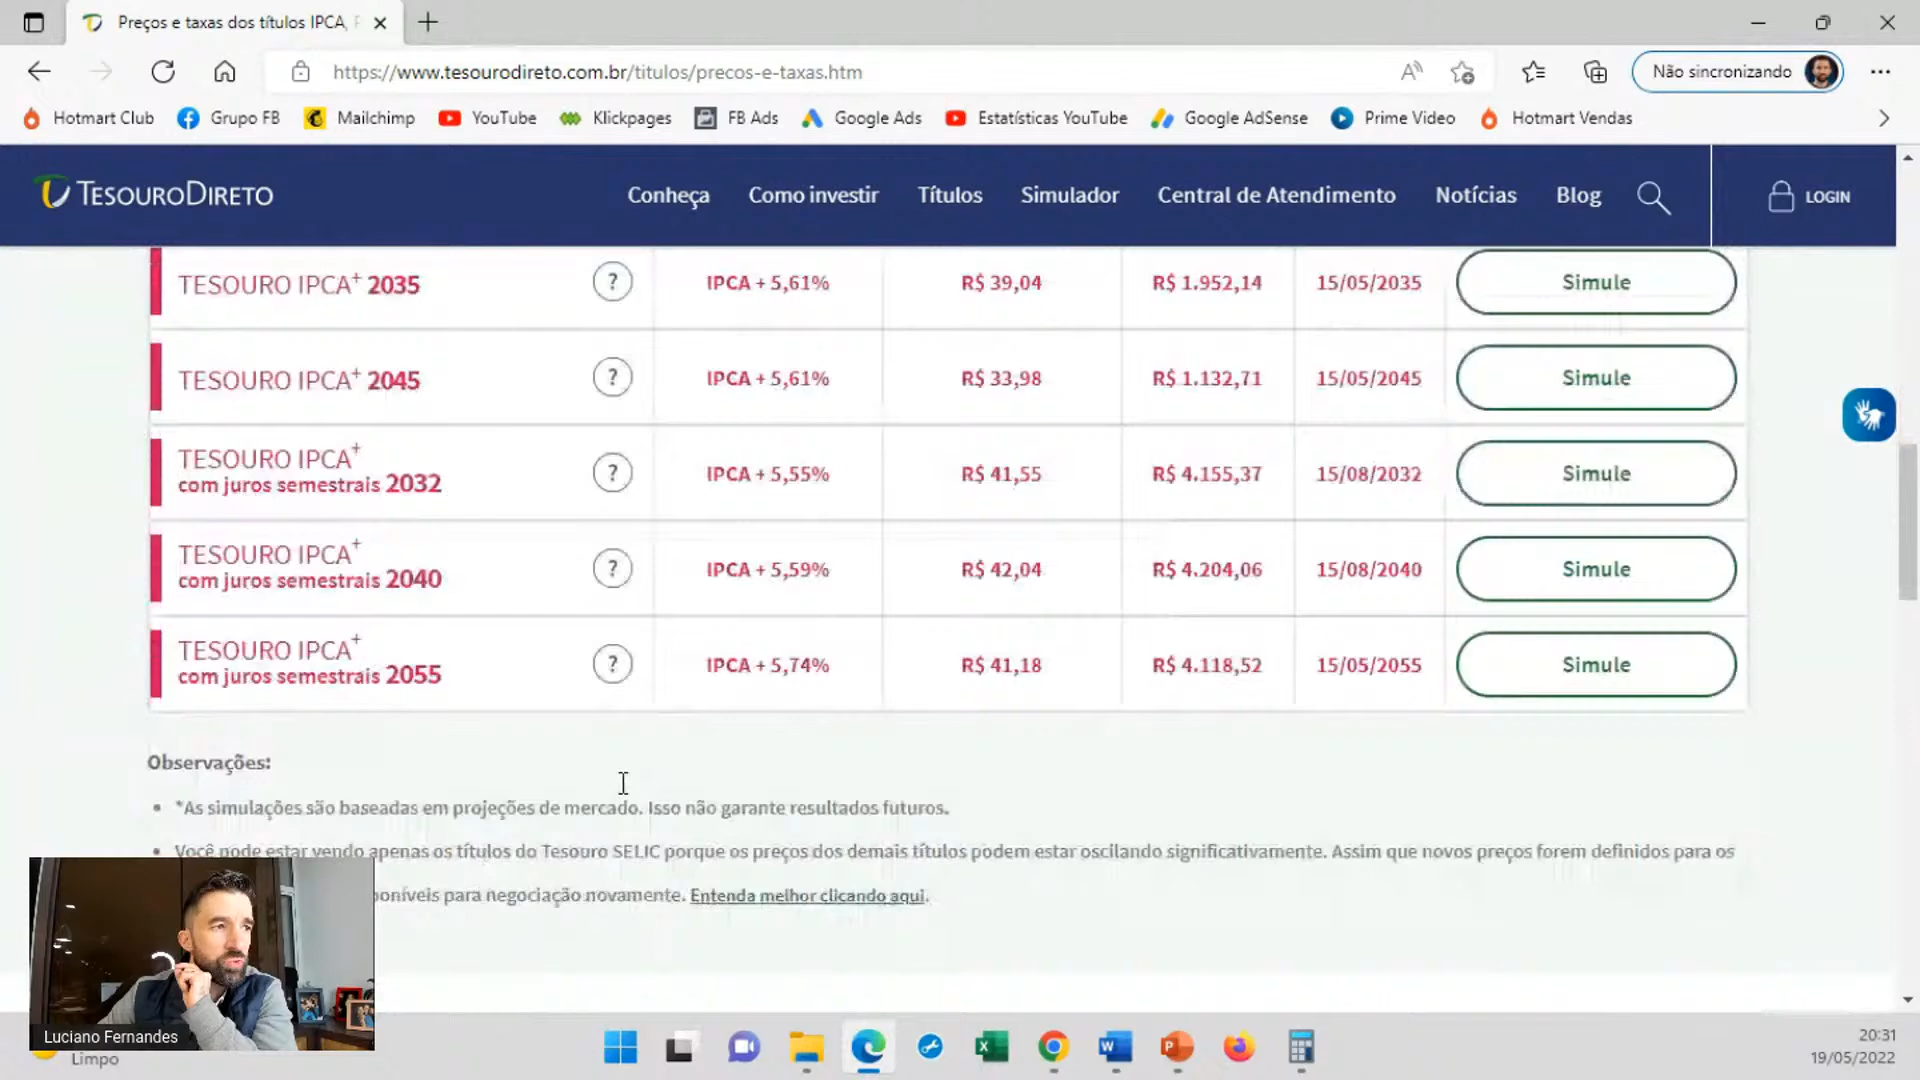 Preços e taxas dos títulos IPCA,
https://www.tesourodireto.com.br/titulos/precos-e-taxas.htm
Não sincronizando
Hotmart Club
Grupo FB
Mailchimp
YouTube
Klickpages
FB Ads
Google Ads
Estatísticas YouTube
Google AdSense
Prime Video
Hotmart Vendas
TESOURODIRETO
Conheça
Como investir
Títulos
Simulador
Central de Atendimento
Notícias
Blog
LOGIN
TESOURO IPCA+ 2035 ? IPCA + 5,61% R$ 39,04 R$ 1.952,14 15/05/2035 Simule
TESOURO IPCA+ 2045 ? IPCA + 5,61% R$ 33,98 R$ 1.132,71 15/05/2045 Simule
TESOURO IPCA+
com juros semestrais 2032 ? IPCA + 5,55% R$ 41,55 R$ 4.155,37 15/08/2032 Simule
TESOURO IPCA+
com juros semestrais 2040 ? IPCA + 5,59% R$ 42,04 R$ 4.204,06 15/08/2040 Simule
TESOURO IPCA+
com juros semestrais 2055 ? IPCA + 5,74% R$ 41,18 R$ 4.118,52 15/05/2055 Simule
Observações:
• *As simulações são baseadas em projeções de mercado. Isso não garante resultados futuros.
• Você pode estar vendo apenas os títulos do Tesouro SELIC porque os preços dos demais títulos podem estar oscilando significativamente. Assim que novos preços forem definidos para os
poníveis para negociação novamente. Entenda melhor clicando aqui.
Luciano Fernandes
Limpo
20:31
19/05/2022